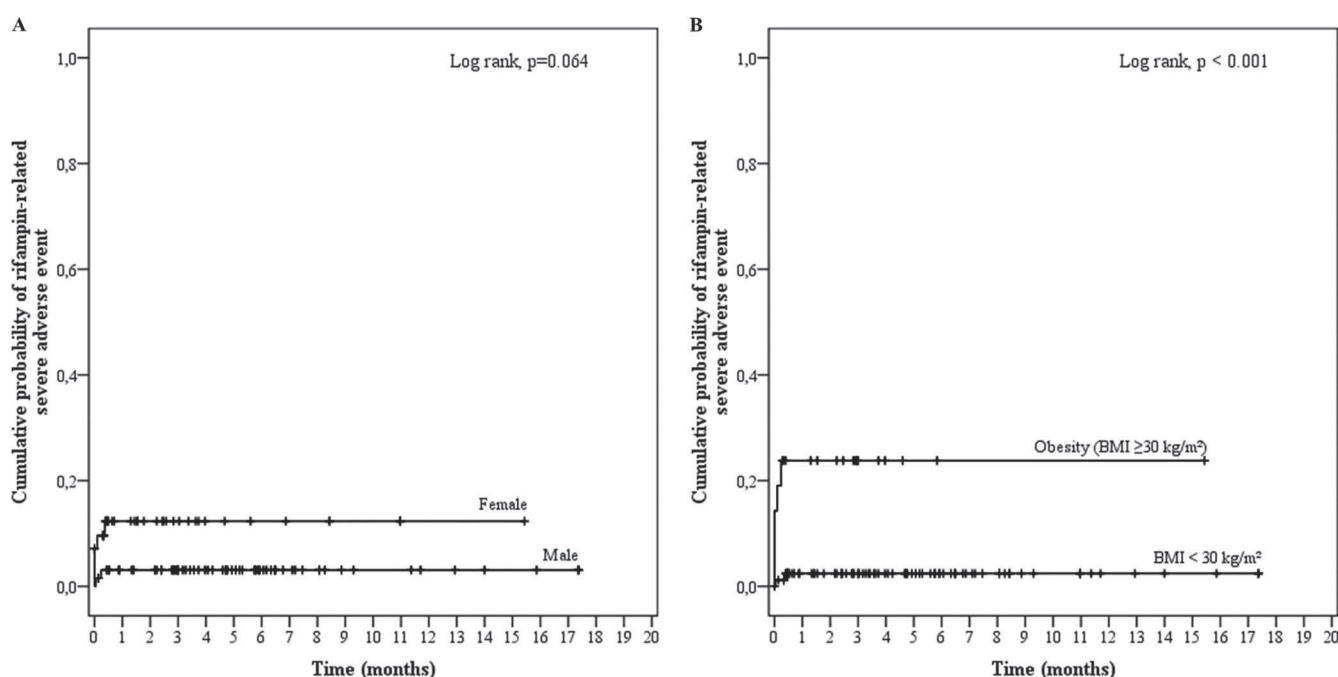 A
Log rank, p=0.064
Cumulative probability of rifampin-related
severe adverse event
1,0
0,8
0,6
0,4
0,2
0,0
Female
Male
0 1 2 3 4 5 6 7 8 9 10 11 12 13 14 15 16 17 18 19 20
Time (months)
B
Log rank, p < 0.001
Cumulative probability of rifampin-related
severe adverse event
1,0
0,8
0,6
0,4
0,2
0,0
Obesity (BMI ≥30 kg/m²)
BMI < 30 kg/m²
0 1 2 3 4 5 6 7 8 9 10 11 12 13 14 15 16 17 18 19 20
Time (months)